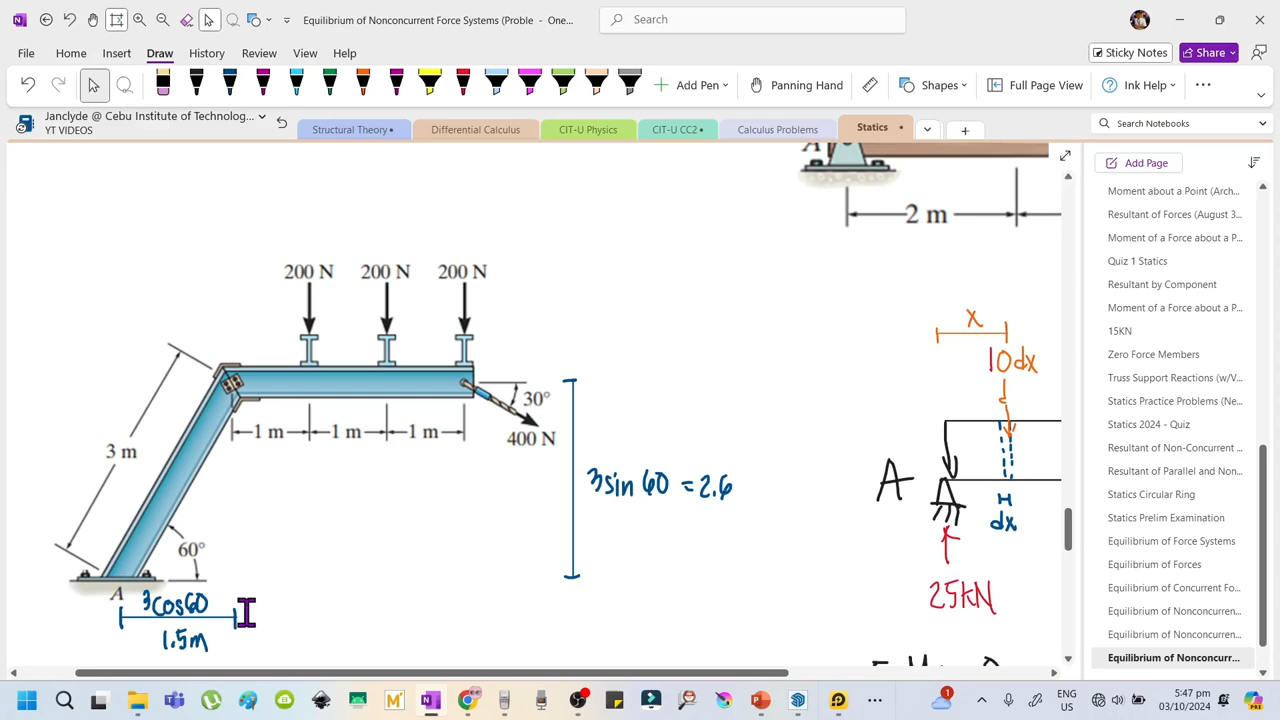 Equilibrium of Nonconcurrent Force Systems (Proble - One...
Search
File Home Insert Draw History Review View Help
Sticky Notes
Share
Add Pen
Panning Hand
Shapes
Full Page View
Ink Help
Janclyde @ Cebu Institute of Technolog...
YT VIDEOS
Structural Theory
Differential Calculus
CIT-U Physics
CIT-U CC2
Calculus Problems
Statics
Search Notebooks
Add Page
Moment about a Point (Arch...
Resultant of Forces (August 3...
Moment of a Force about a P...
Quiz 1 Statics
Resultant by Component
Moment of a Force about a P...
15KN
Zero Force Members
Truss Support Reactions (w/V...
Statics Practice Problems (Ne...
Statics 2024 - Quiz
Resultant of Non-Concurrent ...
Resultant of Parallel and Non...
Statics Circular Ring
Statics Prelim Examination
Equilibrium of Force Systems
Equilibrium of Forces
Equilibrium of Concurrent Fo...
Equilibrium of Nonconcurren...
Equilibrium of Nonconcurren...
Equilibrium of Nonconcurr...
A
2 m
200 N 200 N 200 N
30°
400 N
1 m 1 m 1 m
3 m
60°
A
3cos60
1.5m
3sin 60 = 2.6
x
10dx
A
dx
25KN
ENG
US
5:47 pm
03/10/2024